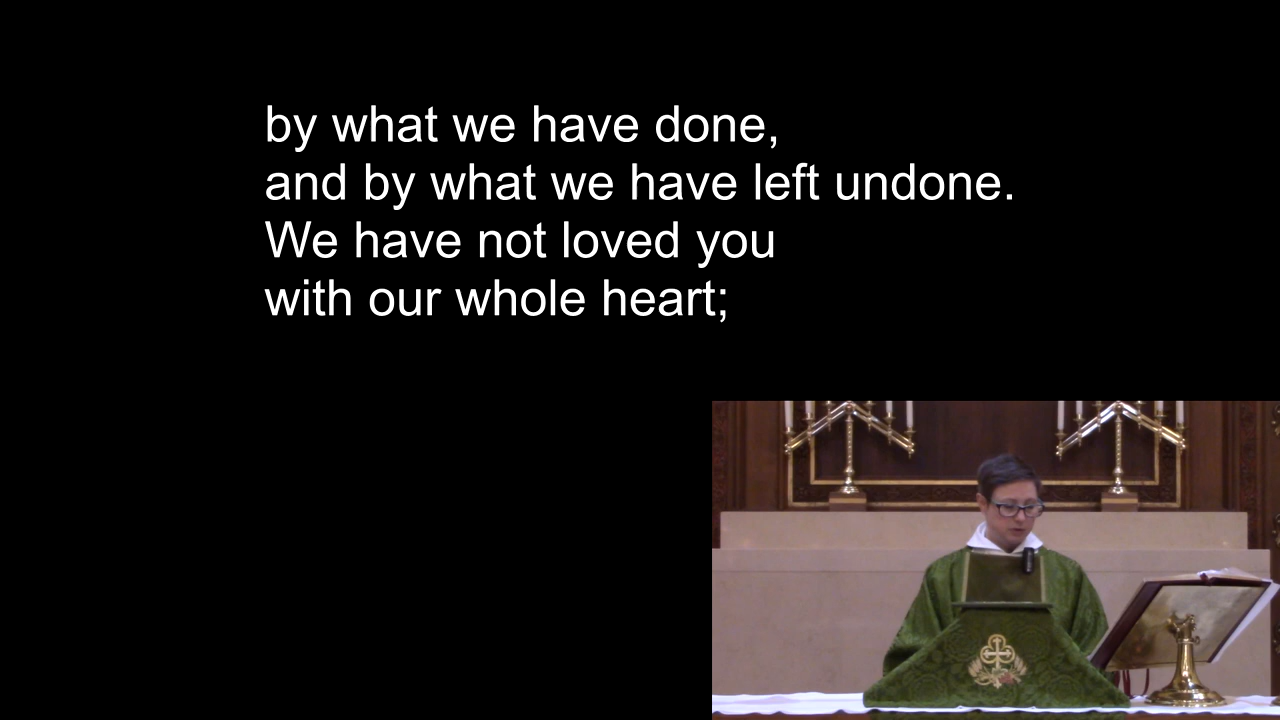 by what we have done,
and by what we have left undone.
We have not loved you
with our whole heart;